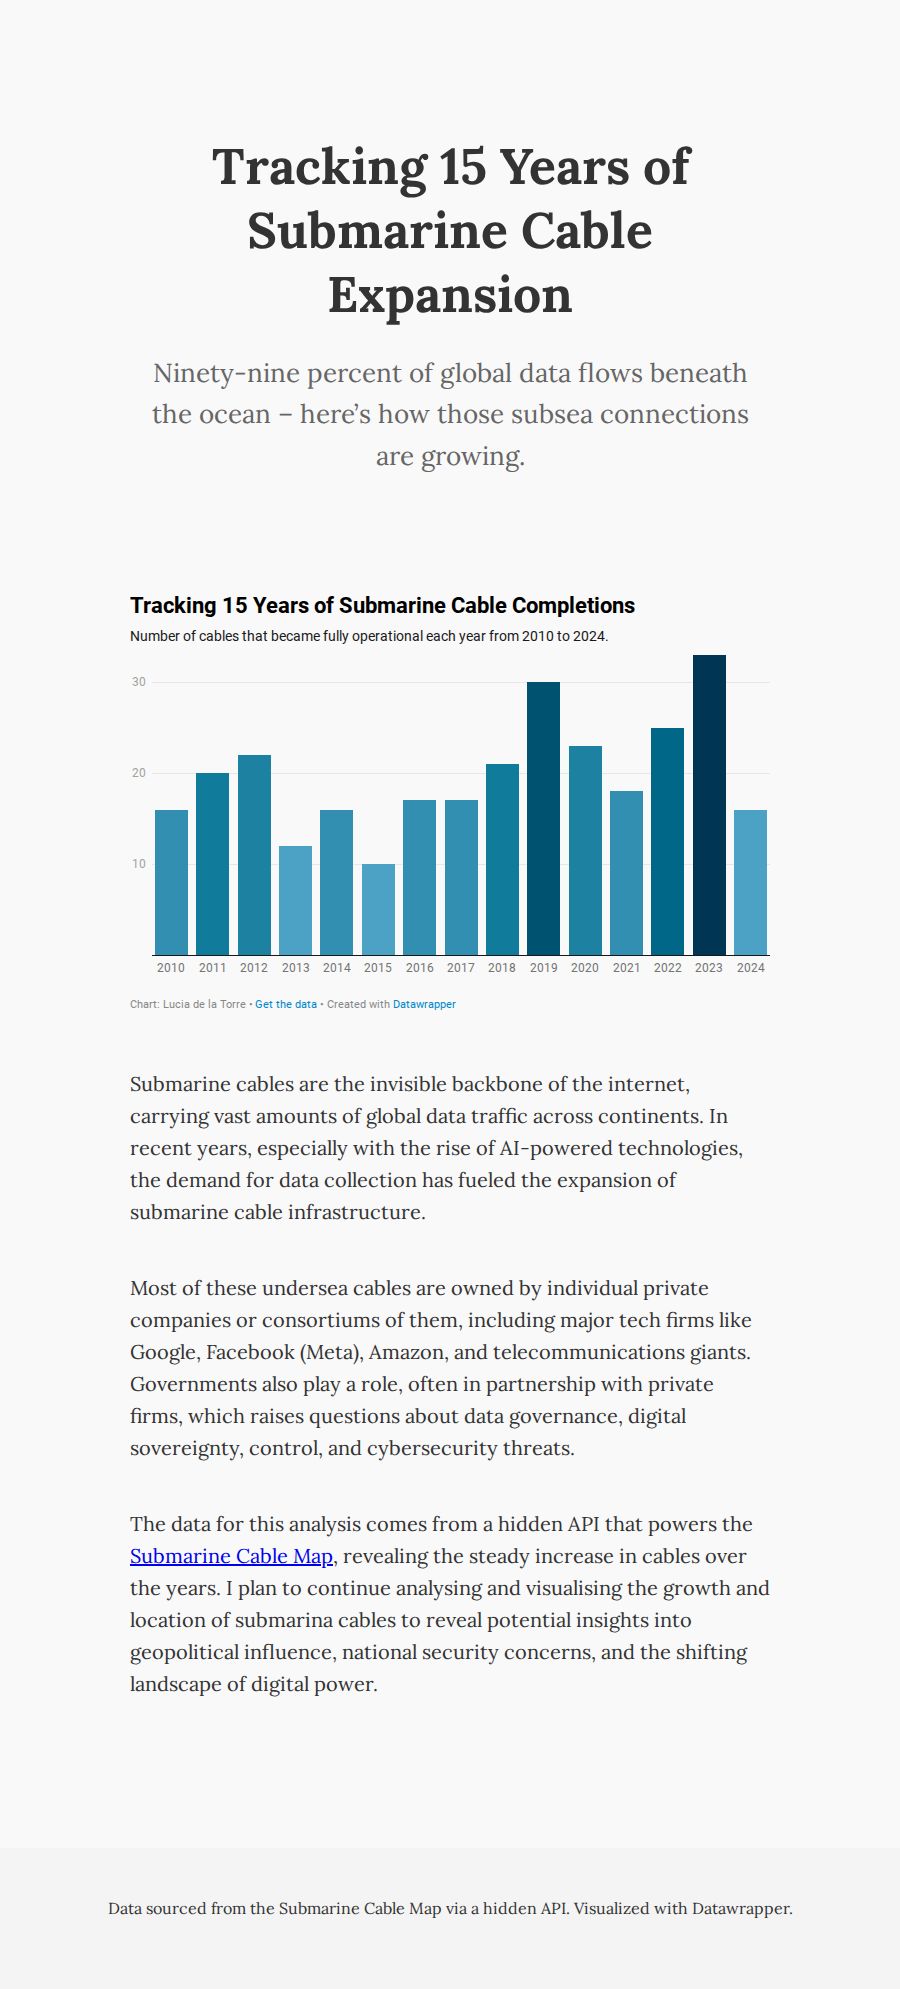 Tracking 15 Years of
Submarine Cable
Expansion
Ninety-nine percent of global data flows beneath
the ocean – here’s how those subsea connections
are growing.
Tracking 15 Years of Submarine Cable Completions
Number of cables that became fully operational each year from 2010 to 2024.
30
20
10
2010 2011 2012 2013 2014 2015 2016 2017 2018 2019 2020 2021 2022 2023 2024
Chart: Lucia de la Torre • Get the data • Created with Datawrapper
Submarine cables are the invisible backbone of the internet,
carrying vast amounts of global data traffic across continents. In
recent years, especially with the rise of AI-powered technologies,
the demand for data collection has fueled the expansion of
submarine cable infrastructure.
Most of these undersea cables are owned by individual private
companies or consortiums of them, including major tech firms like
Google, Facebook (Meta), Amazon, and telecommunications giants.
Governments also play a role, often in partnership with private
firms, which raises questions about data governance, digital
sovereignty, control, and cybersecurity threats.
The data for this analysis comes from a hidden API that powers the
Submarine Cable Map, revealing the steady increase in cables over
the years. I plan to continue analysing and visualising the growth and
location of submarina cables to reveal potential insights into
geopolitical influence, national security concerns, and the shifting
landscape of digital power.
Data sourced from the Submarine Cable Map via a hidden API. Visualized with Datawrapper.